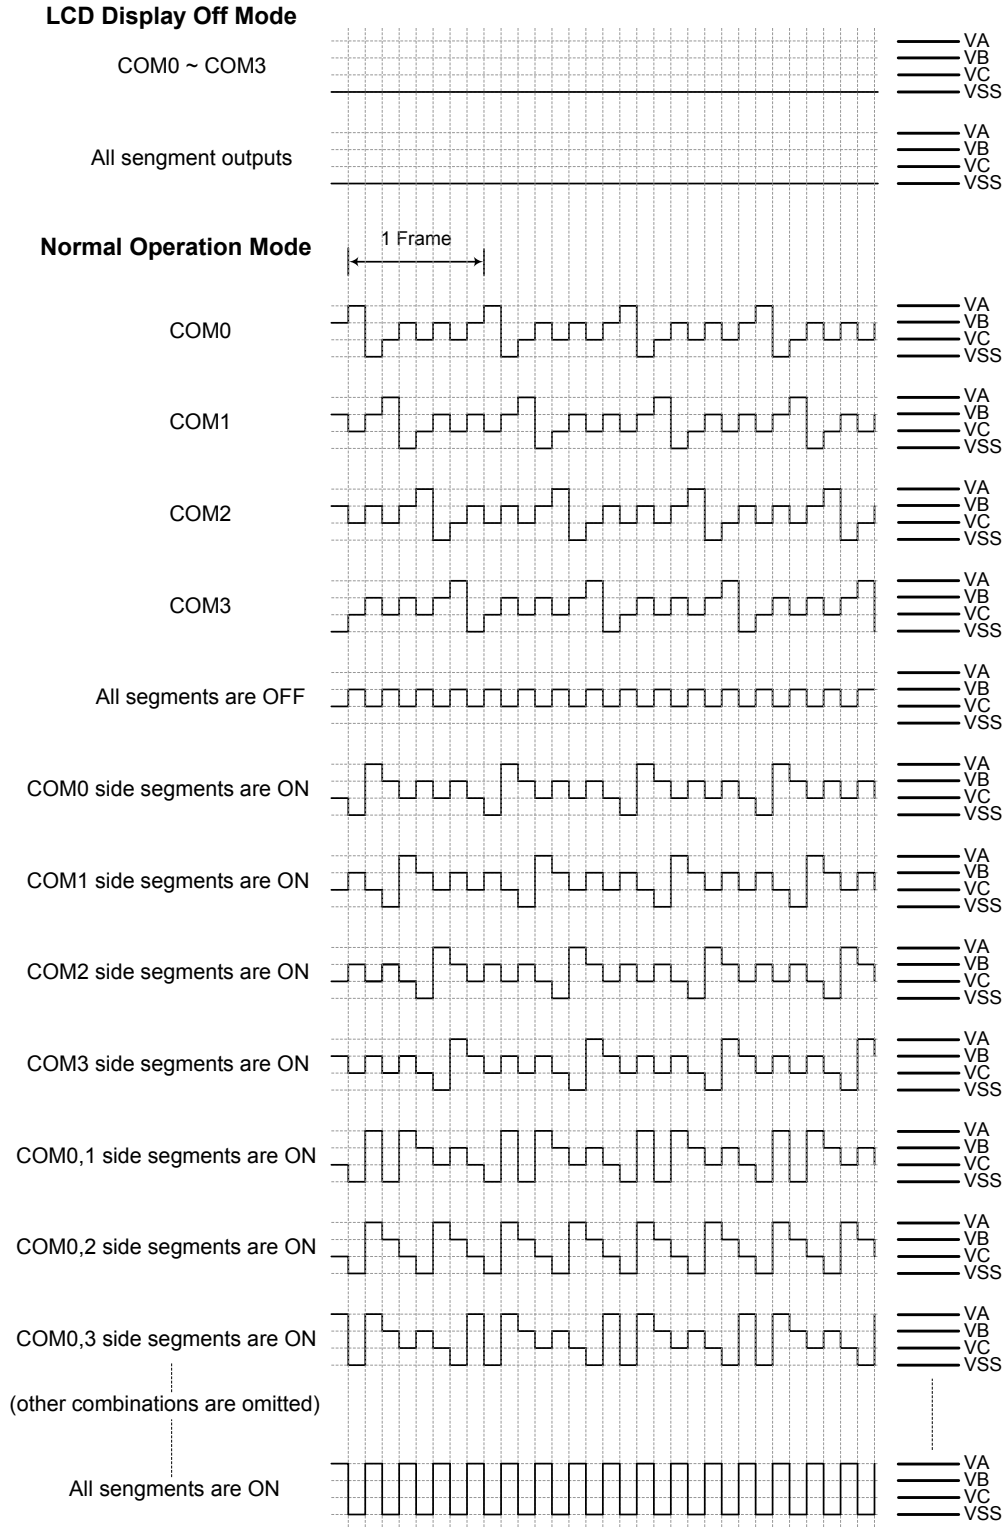 LCD Display Off Mode
COM0 ~ COM3
VA
VB
VC
VSS
All sengment outputs
VA
VB
VC
VSS
Normal Operation Mode
1 Frame
COM0
VA
VB
VC
VSS
COM1
VA
VB
VC
VSS
COM2
VA
VB
VC
VSS
COM3
VA
VB
VC
VSS
All segments are OFF
VA
VB
VC
VSS
COM0 side segments are ON
VA
VB
VC
VSS
COM1 side segments are ON
VA
VB
VC
VSS
COM2 side segments are ON
VA
VB
VC
VSS
COM3 side segments are ON
VA
VB
VC
VSS
COM0,1 side segments are ON
VA
VB
VC
VSS
COM0,2 side segments are ON
VA
VB
VC
VSS
COM0,3 side segments are ON
VA
VB
VC
VSS
(other combinations are omitted)
All sengments are ON
VA
VB
VC
VSS